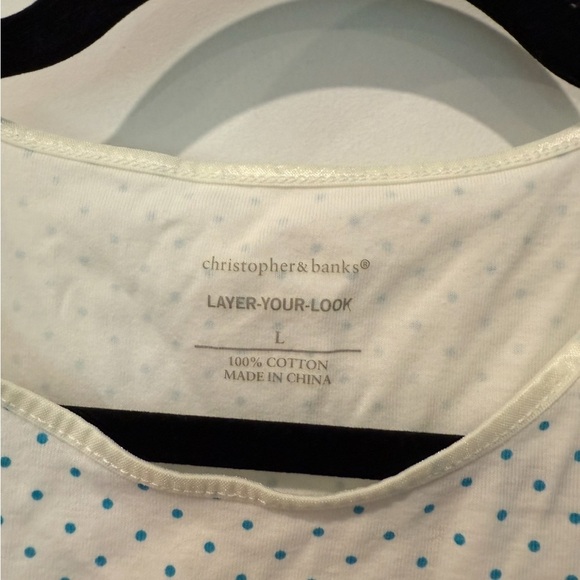 christopher&banks®
LAYER-YOUR-LOOK
L
100% COTTON
MADE IN CHINA